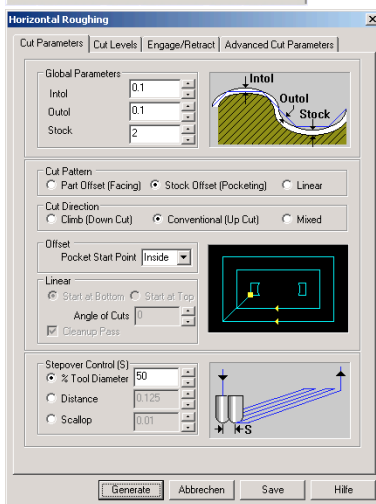 Horizontal Roughing
Cut Parameters Cut Levels Engage/Retract Advanced Cut Parameters
Global Parameters
Intol 0.1
Outol 0.1
Stock 2
Intol
Outol
Stock
Cut Pattern
Part Offset (Facing) Stock Offset (Pocketing) Linear
Cut Direction
Climb (Down Cut) Conventional (Up Cut) Mixed
Offset
Pocket Start Point Inside
Linear
Start at Bottom Start at Top
Angle of Cuts 0
Cleanup Pass
Stepover Control (S)
% Tool Diameter 50
Distance 0.125
Scallop 0.01
S
Generate Abbrechen Save Hilfe